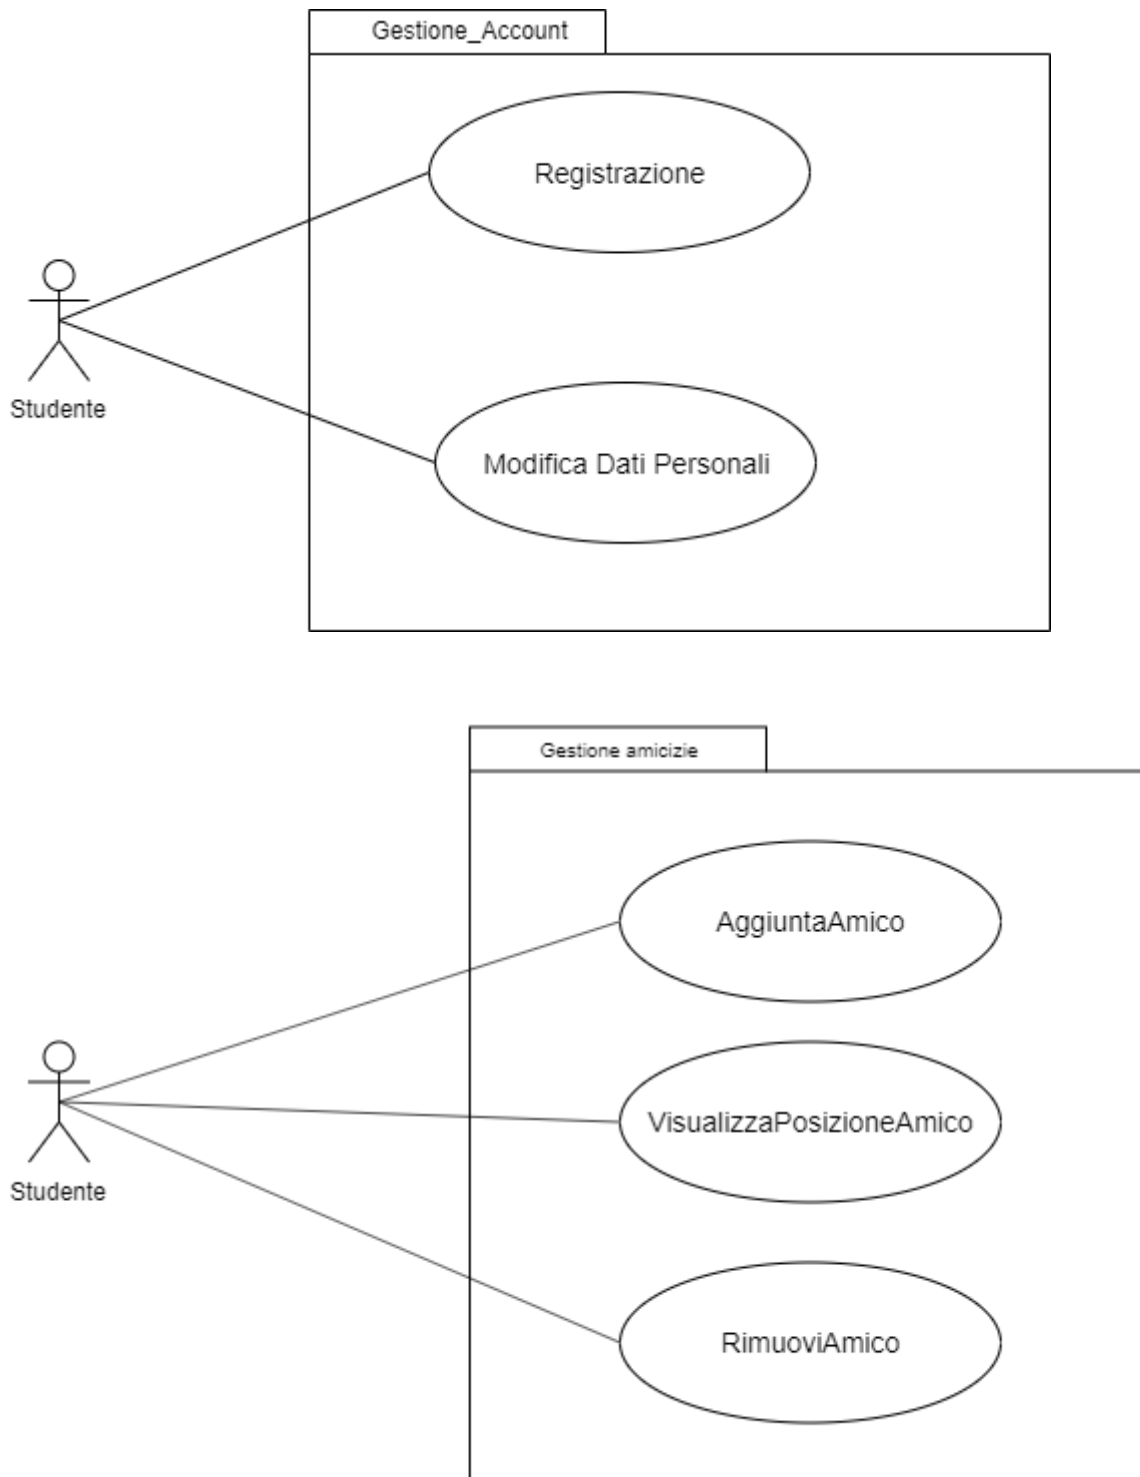 Gestione_Account
Registrazione
Studente
Modifica Dati Personali
Gestione amicizie
AggiuntaAmico
VisualizzaPosizioneAmico
Studente
RimuoviAmico